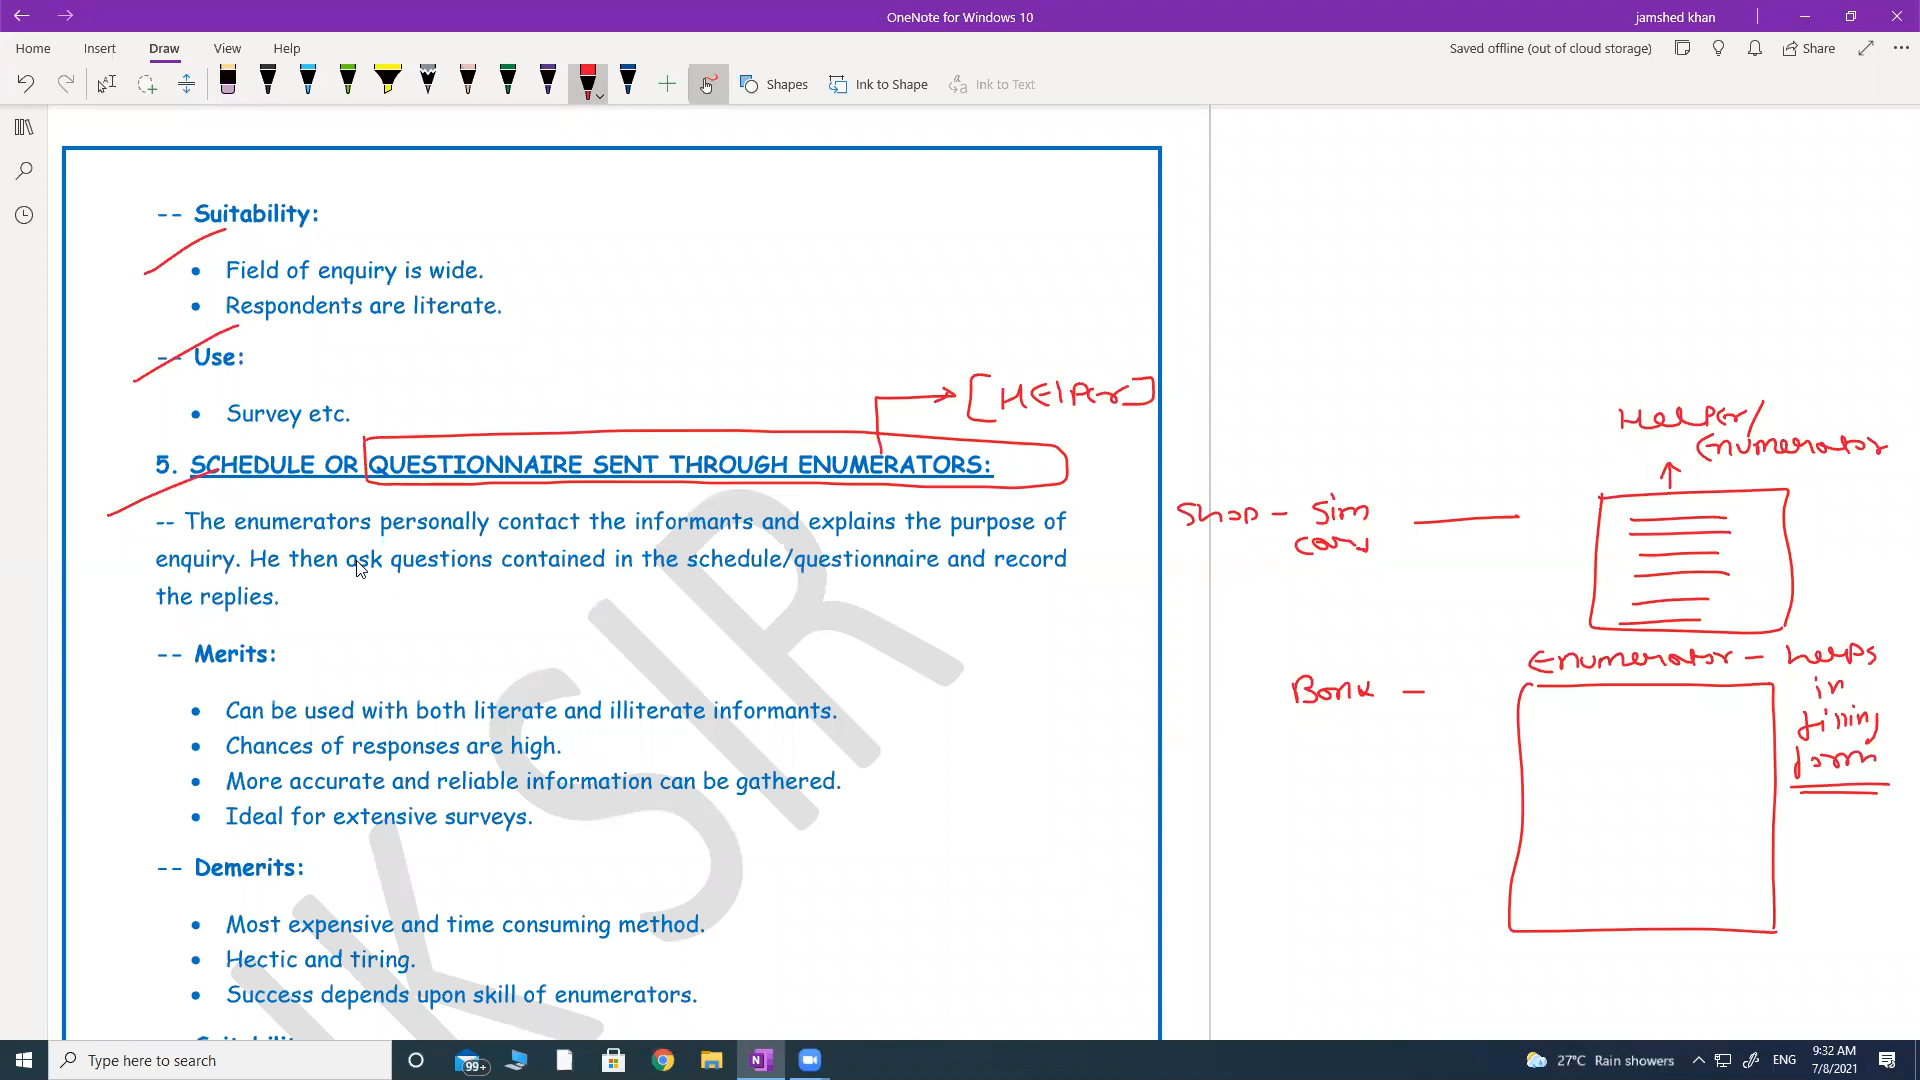 OneNote for Windows 10
jamshed khan
Home Insert Draw View Help
Saved offline (out of cloud storage)
Share
Shapes
Ink to Shape
Ink to Text
-- Suitability:
• Field of enquiry is wide.
• Respondents are literate.
-- Use:
• Survey etc.
[HELPer]
5. SCHEDULE OR QUESTIONNAIRE SENT THROUGH ENUMERATORS:
-- The enumerators personally contact the informants and explains the purpose of
enquiry. He then ask questions contained in the schedule/questionnaire and record
the replies.
-- Merits:
• Can be used with both literate and illiterate informants.
• Chances of responses are high.
• More accurate and reliable information can be gathered.
• Ideal for extensive surveys.
-- Demerits:
• Most expensive and time consuming method.
• Hectic and tiring.
• Success depends upon skill of enumerators.
Helper/
Enumerator
Shop - Sim
card
Enumerator - helps
in
filling
form
Bank -
K SIR
Type here to search
99+
27°C Rain showers
ENG
9:32 AM
7/8/2021